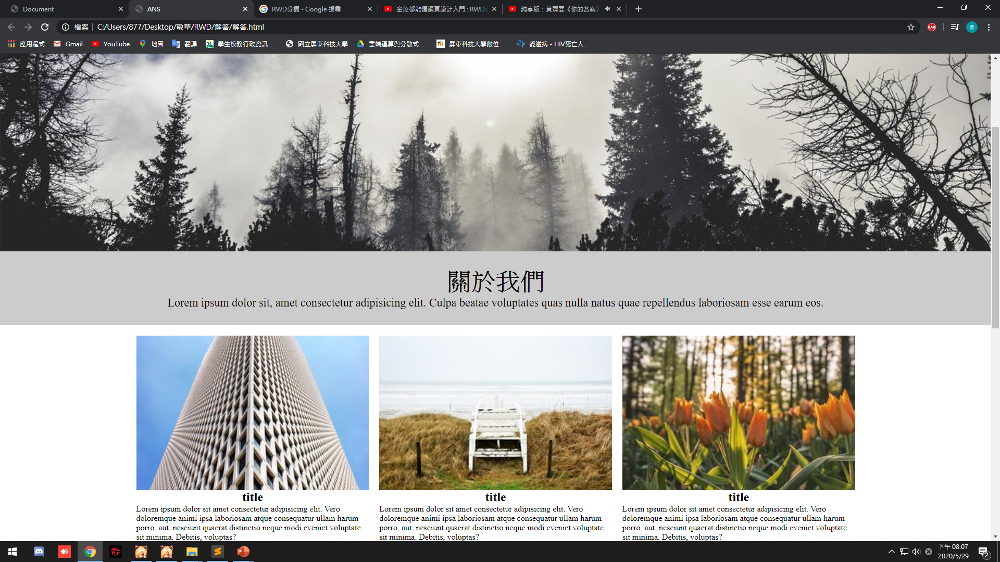 Document
ANS
RWD分欄 - Google 搜尋
金魚都能懂網頁設計入門 : RWD
純享版：黄霄雲《你的答案》
檔案
C:/Users/877/Desktop/敏華/RWD/解答/解答.html
EAB
萱
應用程式
Gmail
YouTube
地圖
翻譯
學生校務行政資訊...
國立屏東科技大學
雲端運算與分散式...
屏東科技大學數位...
愛滋病 - HIV死亡人...
關於我們
Lorem ipsum dolor sit, amet consectetur adipisicing elit. Culpa beatae voluptates quas nulla natus quae repellendus laboriosam esse earum eos.
title
Lorem ipsum dolor sit amet consectetur adipisicing elit. Vero
doloremque animi ipsa laboriosam atque consequatur ullam harum
porro, aut, nesciunt quaerat distinctio neque modi eveniet voluptate
sit minima. Debitis, voluptas?
title
Lorem ipsum dolor sit amet consectetur adipisicing elit. Vero
doloremque animi ipsa laboriosam atque consequatur ullam harum
porro, aut, nesciunt quaerat distinctio neque modi eveniet voluptate
sit minima. Debitis, voluptas?
title
Lorem ipsum dolor sit amet consectetur adipisicing elit. Vero
doloremque animi ipsa laboriosam atque consequatur ullam harum
porro, aut, nesciunt quaerat distinctio neque modi eveniet voluptate
sit minima. Debitis, voluptas?
下午 08:07
2020/5/29
2